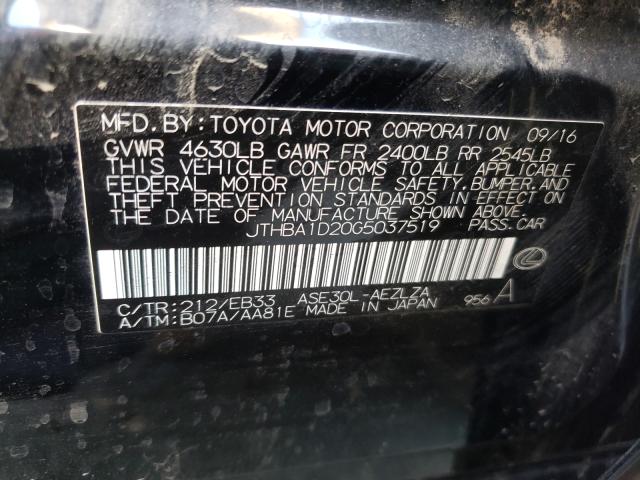 MFD.BY: TOYOTA MOTOR CORPORATION 09/16
GVWR 4630LB GAWR FR 2400LB RR 2545LB
THIS VEHICLE CONFORMS TO ALL APPLICABLE
FEDERAL MOTOR VEHICLE SAFETY, BUMPER, AND
THEFT PREVENTION STANDARDS IN EFFECT ON
THE DATE OF MANUFACTURE SHOWN ABOVE.
JTHBA1D20G5037519 PASS.CAR
C/TR: 212/EB33 ASE30L-AEZLZA 956 A
A/TM: B07A/AA81E MADE IN JAPAN